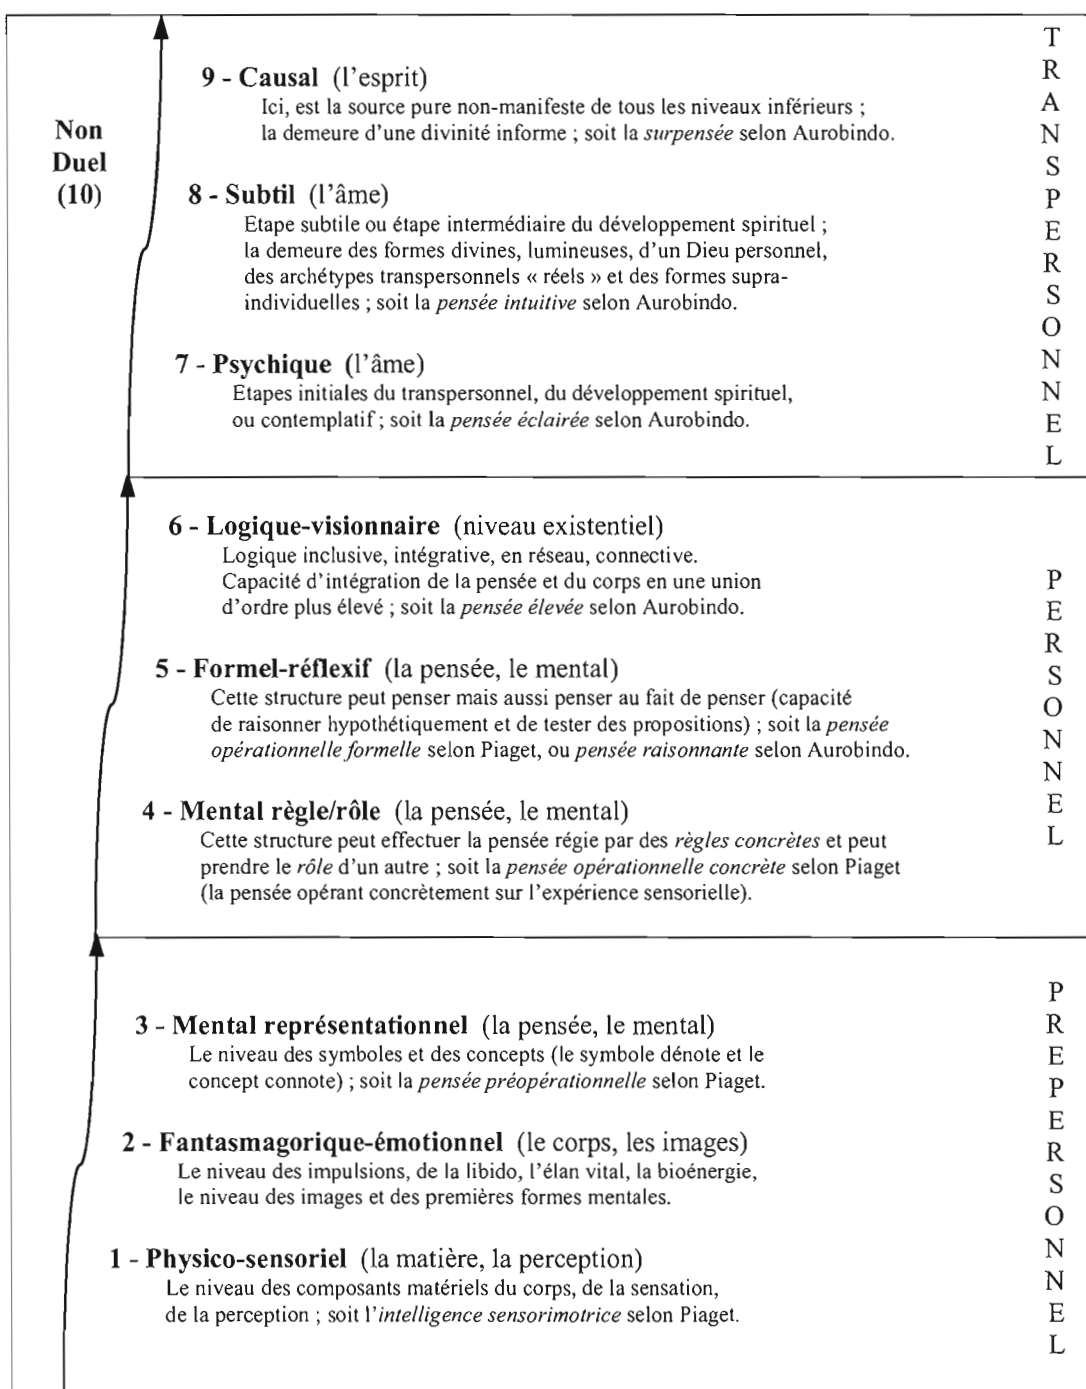 Non
Duel
(10)
9 - Causal (l'esprit)
Ici, est la source pure non-manifeste de tous les niveaux inférieurs ;
la demeure d'une divinité informe ; soit la surpensée selon Aurobindo.
8 - Subtil (l'âme)
Etape subtile ou étape intermédiaire du développement spirituel ;
la demeure des formes divines, lumineuses, d'un Dieu personnel,
des archétypes transpersonnels « réels » et des formes supra-
individuelles ; soit la pensée intuitive selon Aurobindo.
7 - Psychique (l'âme)
Etapes initiales du transpersonnel, du développement spirituel,
ou contemplatif ; soit la pensée éclairée selon Aurobindo.
TRANSPERSONNEL
6 - Logique-visionnaire (niveau existentiel)
Logique inclusive, intégrative, en réseau, connective.
Capacité d'intégration de la pensée et du corps en une union
d'ordre plus élevé ; soit la pensée élevée selon Aurobindo.
5 - Formel-réflexif (la pensée, le mental)
Cette structure peut penser mais aussi penser au fait de penser (capacité
de raisonner hypothétiquement et de tester des propositions) ; soit la pensée
opérationnelle formelle selon Piaget, ou pensée raisonnante selon Aurobindo.
4 - Mental règle/rôle (la pensée, le mental)
Cette structure peut effectuer la pensée régie par des règles concrètes et peut
prendre le rôle d'un autre ; soit la pensée opérationnelle concrète selon Piaget
(la pensée opérant concrètement sur l'expérience sensorielle).
PERSONNEL
3 - Mental représentationnel (la pensée, le mental)
Le niveau des symboles et des concepts (le symbole dénote et le
concept connote) ; soit la pensée préopérationnelle selon Piaget.
2 - Fantasmagorique-émotionnel (le corps, les images)
Le niveau des impulsions, de la libido, l'élan vital, la bioénergie,
le niveau des images et des premières formes mentales.
1 - Physico-sensoriel (la matière, la perception)
Le niveau des composants matériels du corps, de la sensation,
de la perception ; soit l'intelligence sensorimotrice selon Piaget.
PREPERSONNEL